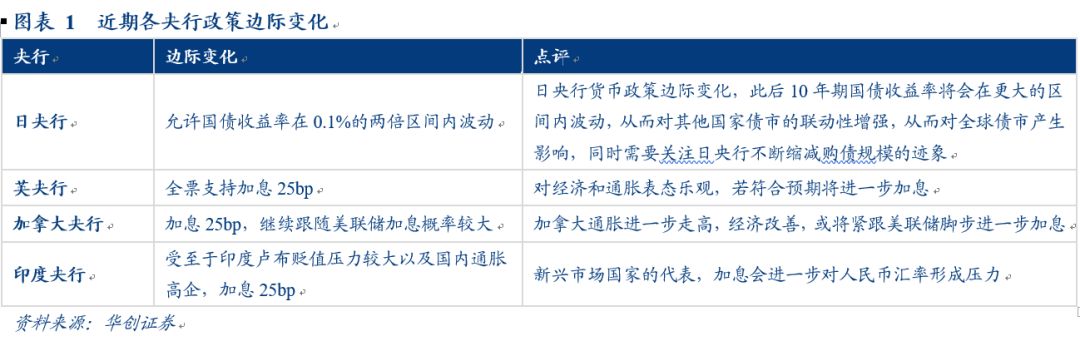 图表 1 近期各央行政策边际变化
央行 边际变化 点评
日央行 允许国债收益率在 0.1%的两倍区间内波动
日央行货币政策边际变化，此后 10 年期国债收益率将会在更大的区
间内波动，从而对其他国家债市的联动性增强，从而对全球债市产生
影响，同时需要关注日央行不断缩减购债规模的迹象
英央行 全票支持加息 25bp 对经济和通胀表态乐观，若符合预期将进一步加息
加拿大央行 加息 25bp，继续跟随美联储加息概率较大 加拿大通胀进一步走高，经济改善，或将紧跟美联储脚步进一步加息
印度央行
受至于印度卢布贬值压力较大以及国内通胀
高企，加息 25bp
新兴市场国家的代表，加息会进一步对人民币汇率形成压力
资料来源：华创证券